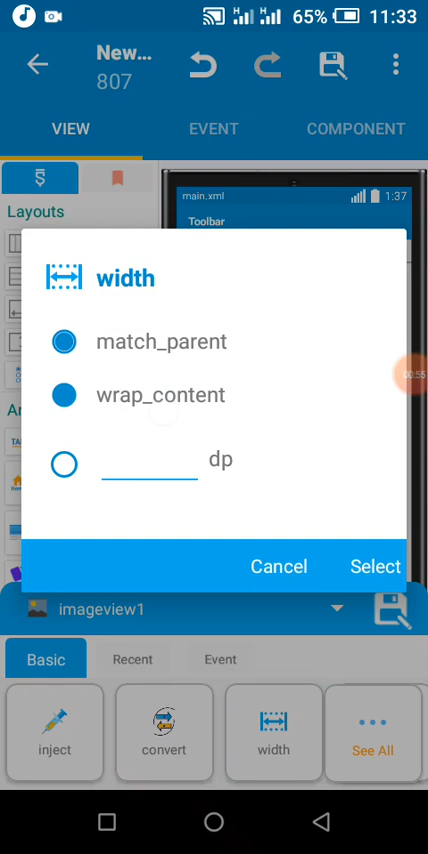 H H 65% 11:33
New...
807
VIEW EVENT COMPONENT
Layouts
main.xml 1:37
Toolbar
width
match_parent
wrap_content
00:55
dp
Cancel Select
imageview1
Basic Recent Event
inject convert width See All